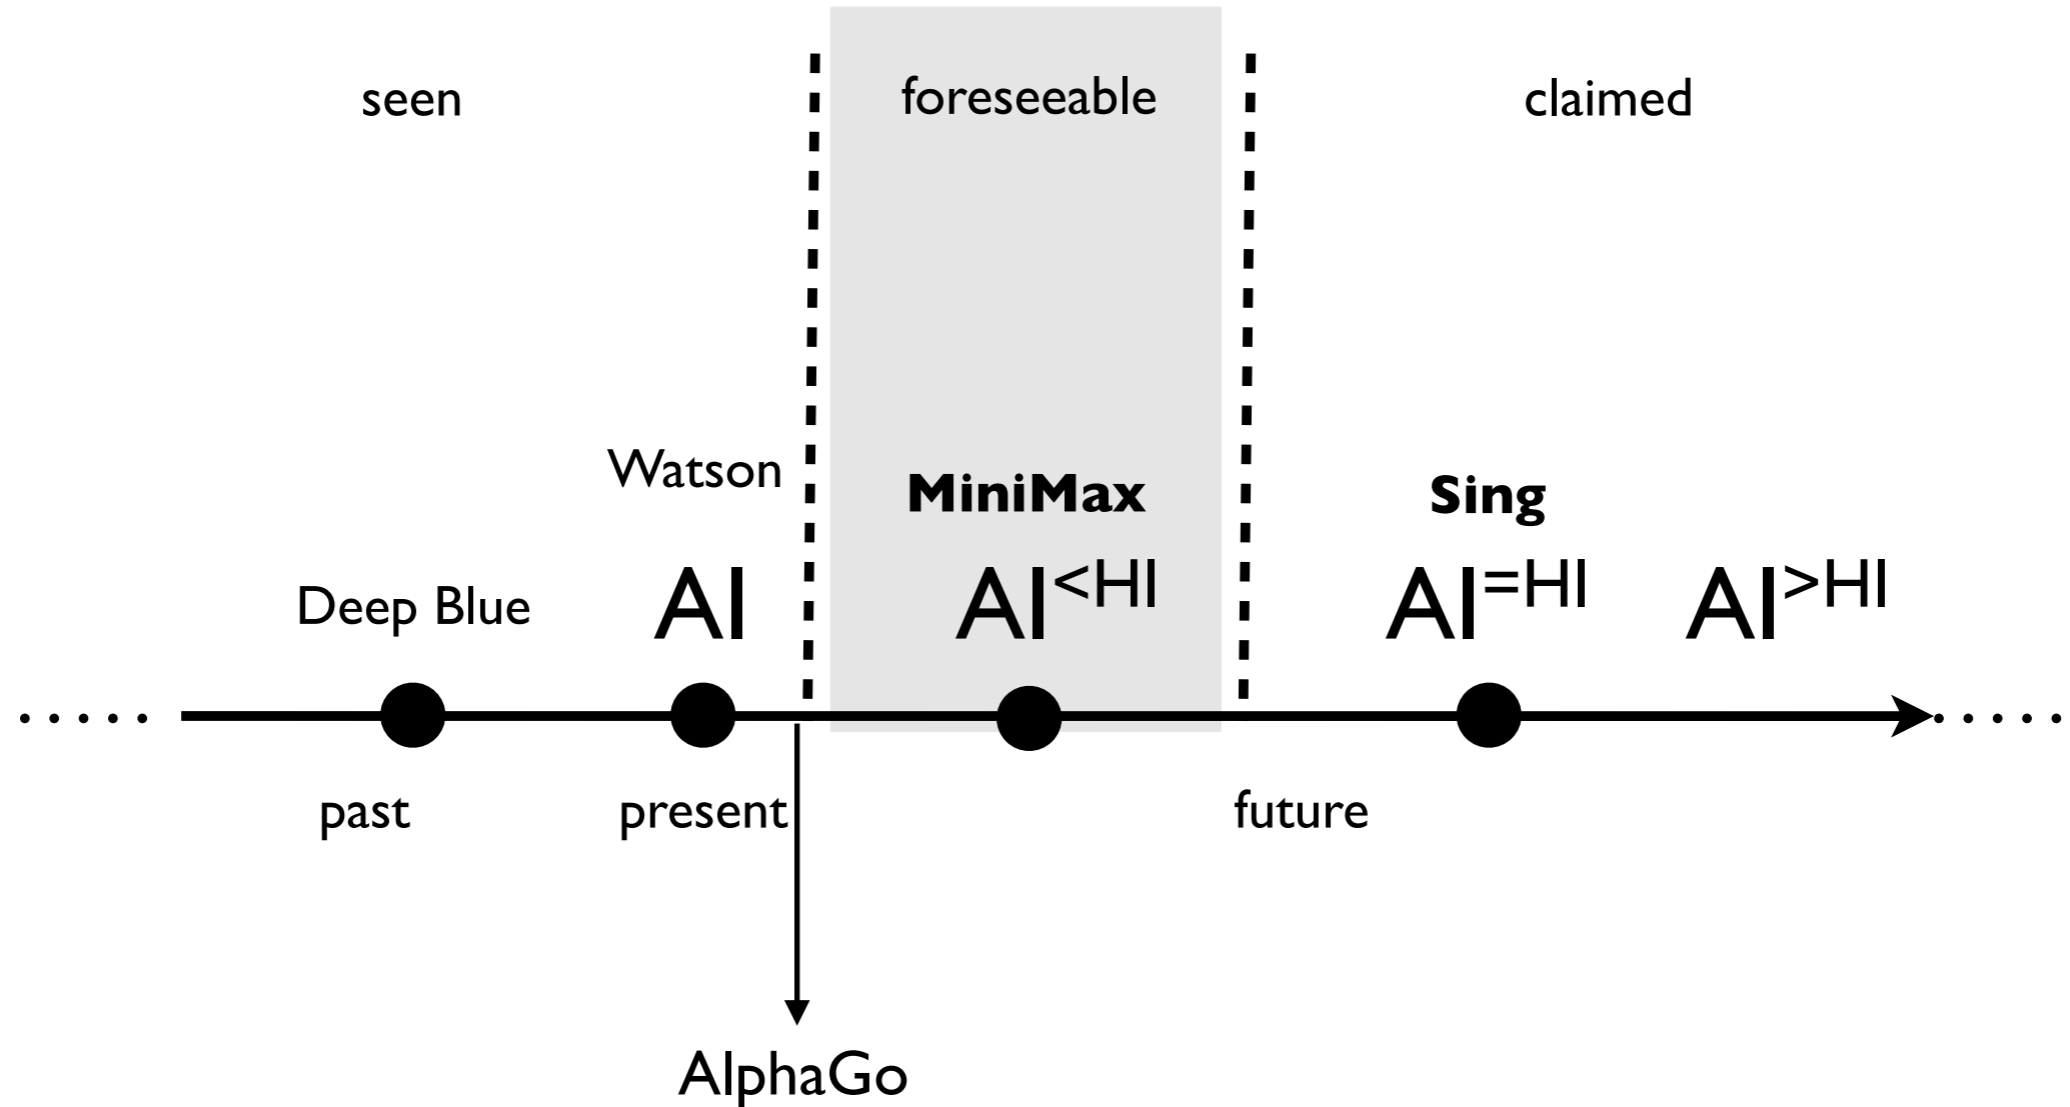 seen foreseeable claimed
Watson MiniMax Sing
Deep Blue AI AI<HI AI=HI AI>HI
past present future
AlphaGo